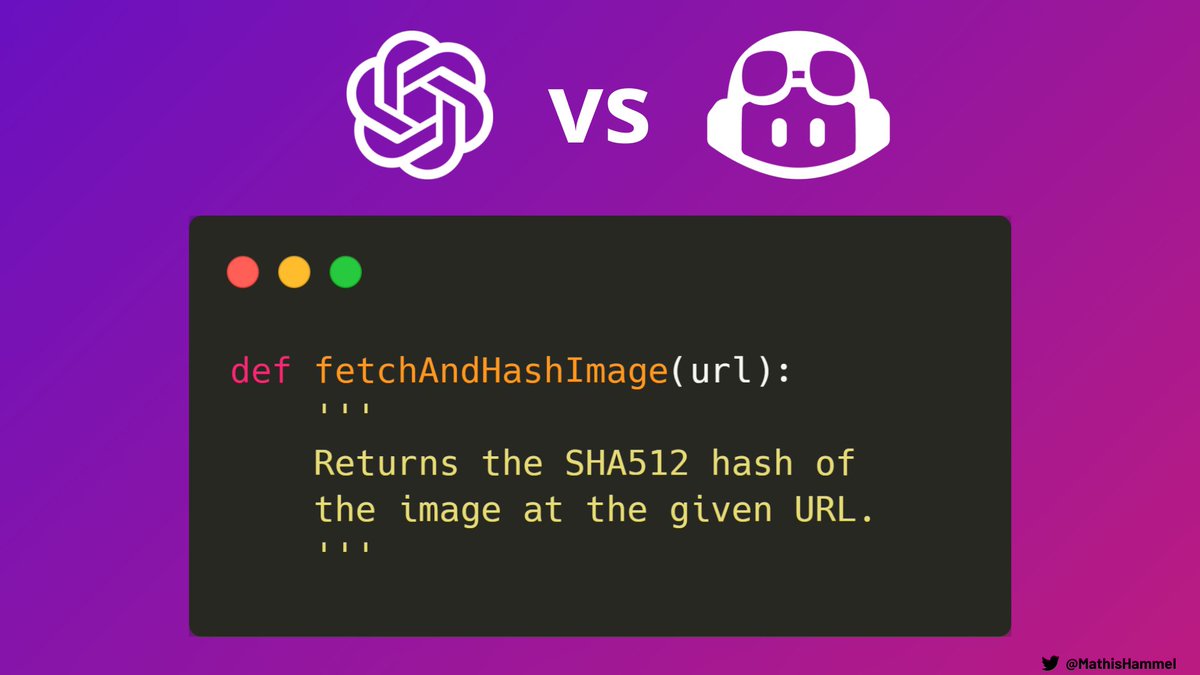 vs
def fetchAndHashImage(url):
'''
Returns the SHA512 hash of
the image at the given URL.
'''
@MathisHammel